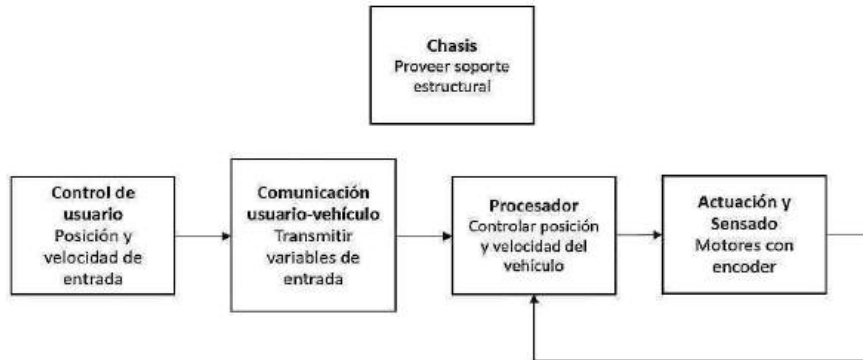 Chasis
Proveer soporte
estructural
Control de
usuario
Posición y
velocidad de
entrada
Comunicación
usuario-vehículo
Transmitir
variables de
entrada
Procesador
Controlar posición
y velocidad del
vehículo
Actuación y
Sensado
Motores con
encoder